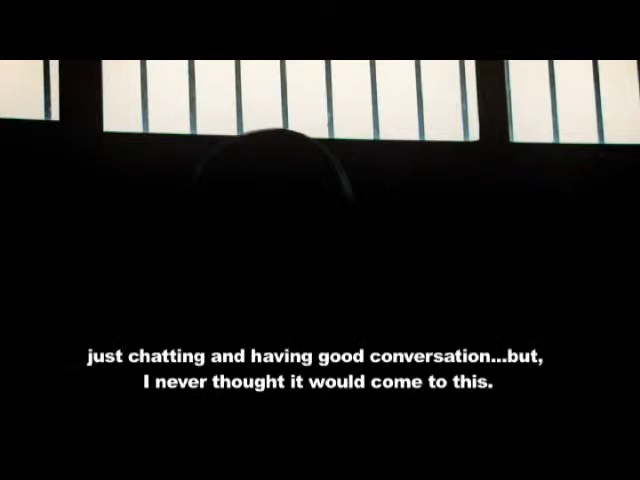 just chatting and having good conversation...but,
I never thought it would come to this.